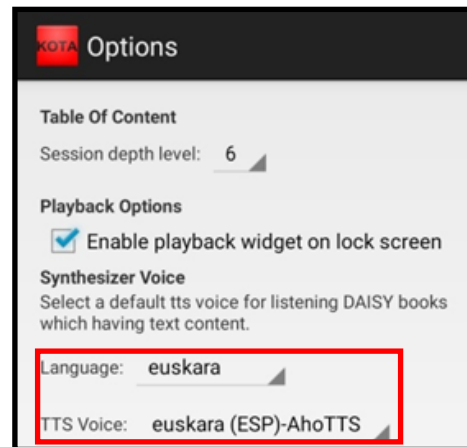 KOTA Options
Table Of Content
Session depth level: 6
Playback Options
Enable playback widget on lock screen
Synthesizer Voice
Select a default tts voice for listening DAISY books
which having text content.
Language: euskara
TTS Voice: euskara (ESP)-AhoTTS